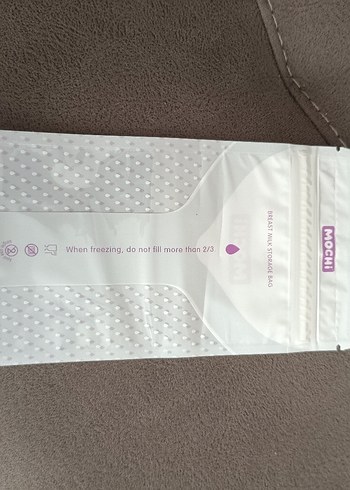 MOCHI
BREAST MILK STORAGE BAG
When freezing, do not fill more than 2/3